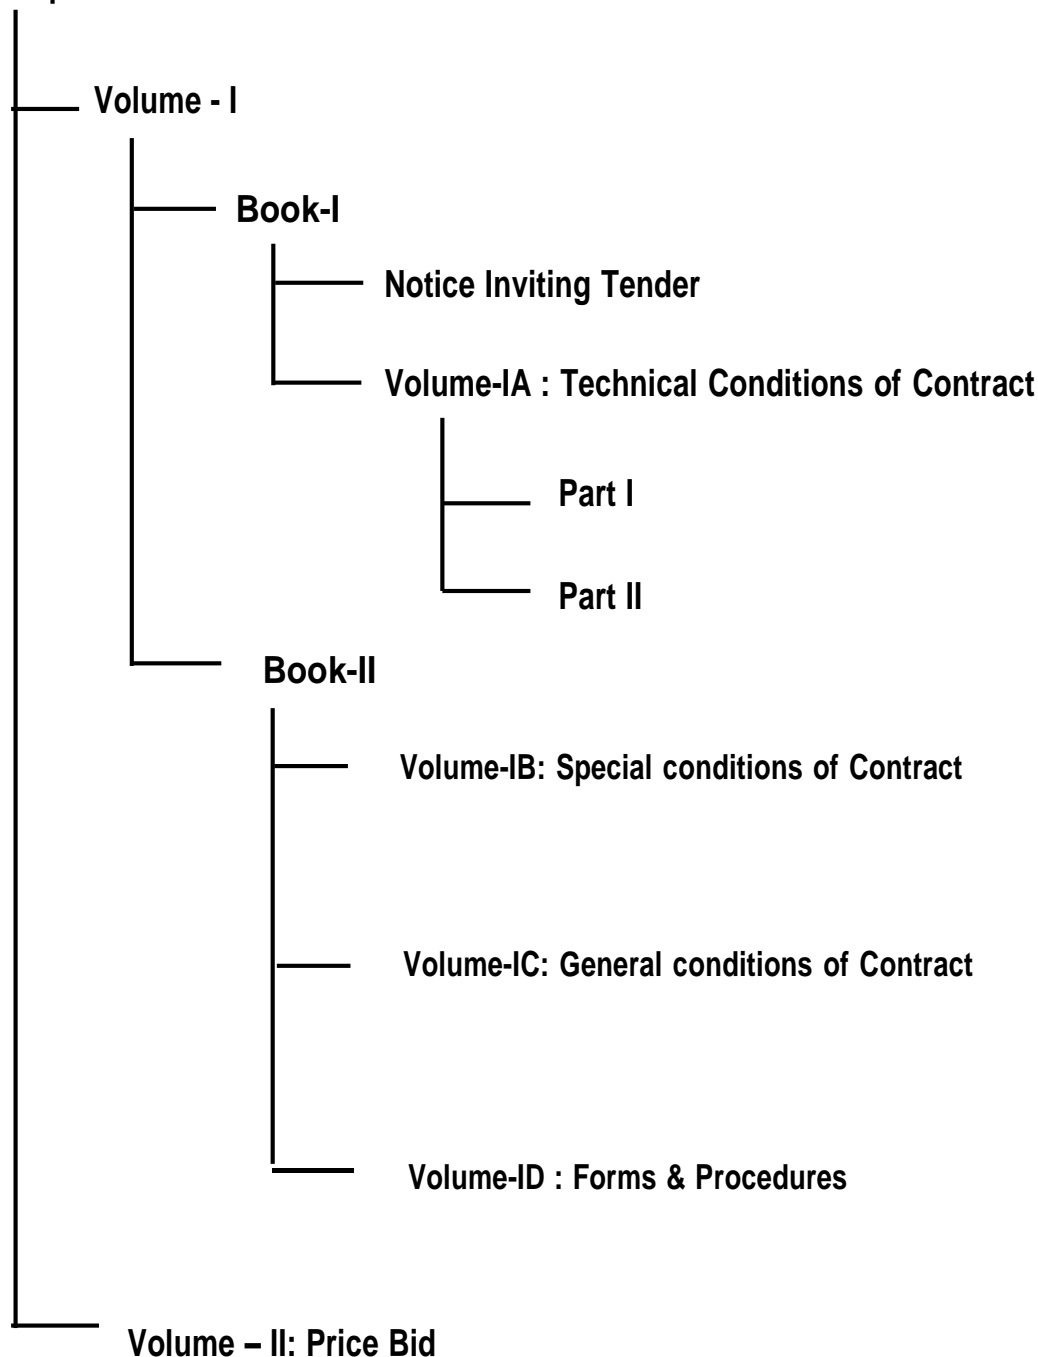 Volume - I
Book-I
Notice Inviting Tender
Volume-IA : Technical Conditions of Contract
Part I
Part II
Book-II
Volume-IB: Special conditions of Contract
Volume-IC: General conditions of Contract
Volume-ID : Forms & Procedures
Volume – II: Price Bid